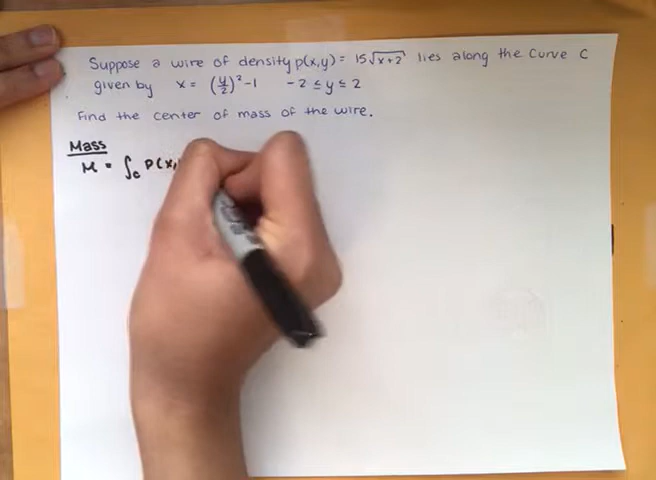 Suppose a wire of density p(x,y) = 15√x+2 lies along the curve C
given by x = (y/2)²-1 -2 ≤ y ≤ 2
Find the center of mass of the wire.
Mass
M = ∫c P(x,